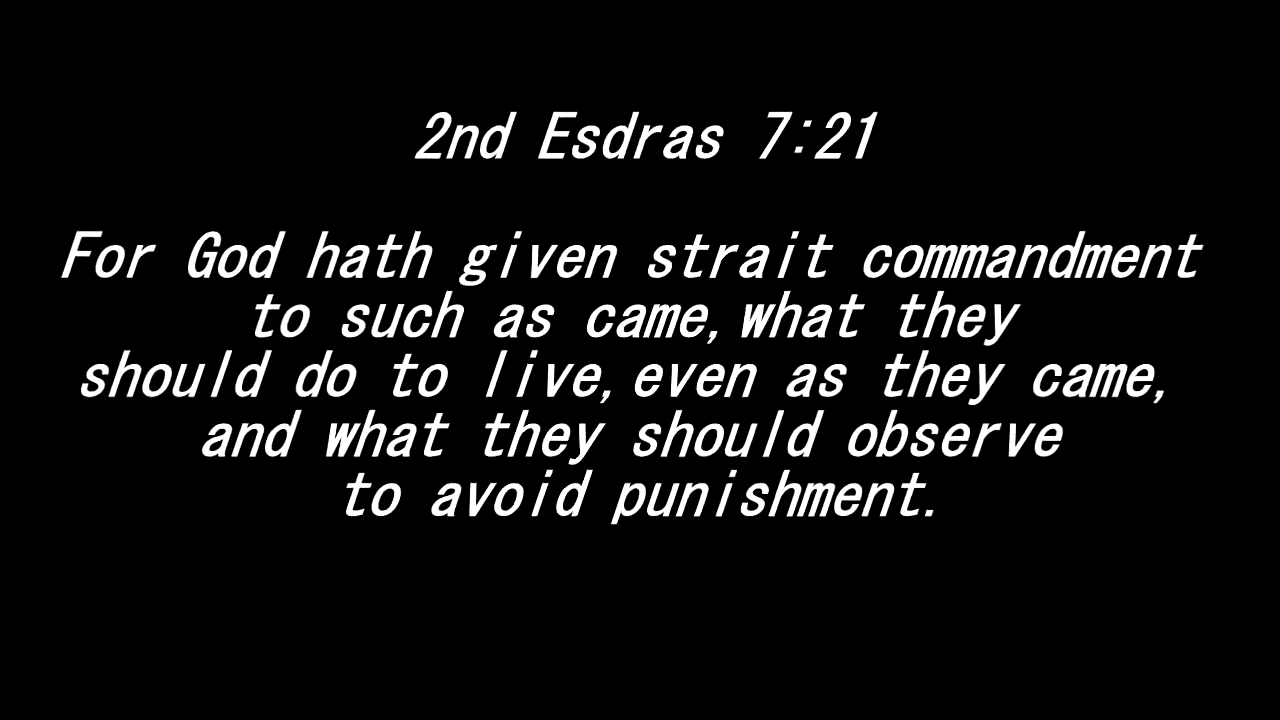 2nd Esdras 7:21
For God hath given strait commandment
to such as came,what they
should do to live,even as they came,
and what they should observe
to avoid punishment.